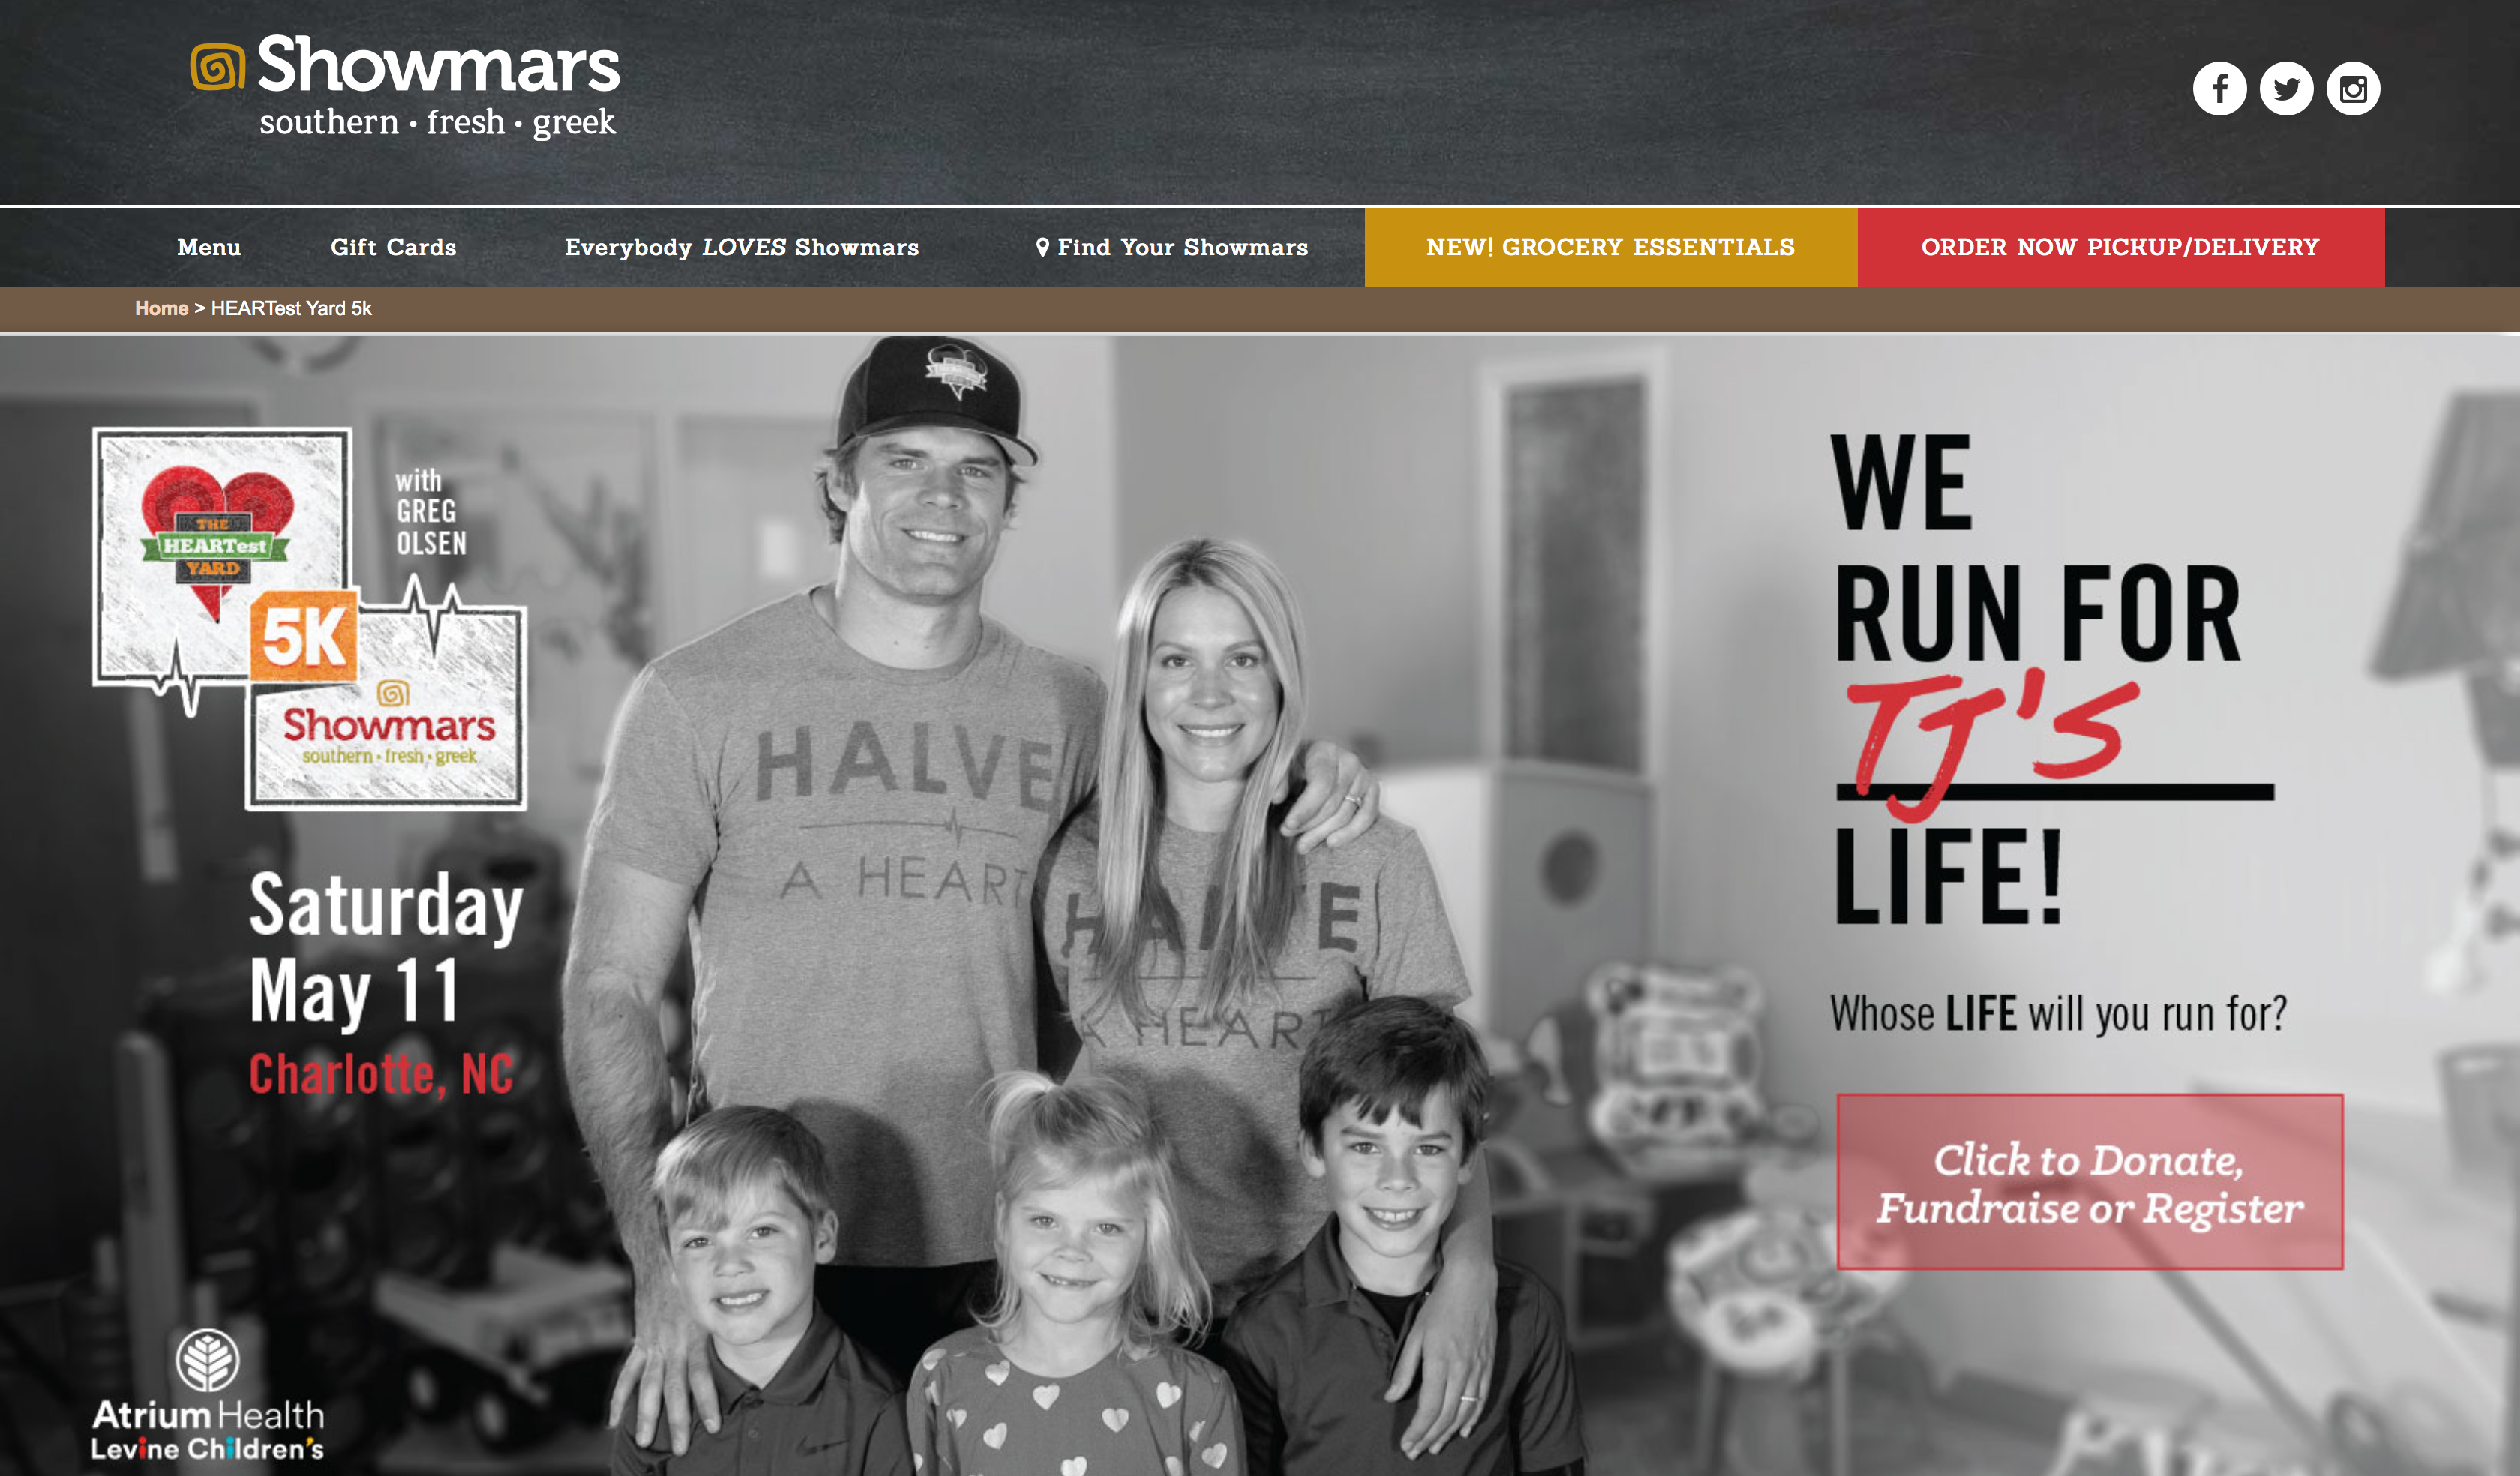 Showmars
southern • fresh • greek
Menu
Gift Cards
Everybody LOVES Showmars
Find Your Showmars
NEW! GROCERY ESSENTIALS
ORDER NOW PICKUP/DELIVERY
Home > HEARTest Yard 5k
THE
HEARTest
YARD
with
GREG
OLSEN
5K
Showmars
southern • fresh • greek
Saturday
May 11
Charlotte, NC
Atrium Health
Levine Children's
HALVE
A HEART
HALVE
A HEART
WE
RUN FOR
TJ's
LIFE!
Whose LIFE will you run for?
Click to Donate,
Fundraise or Register